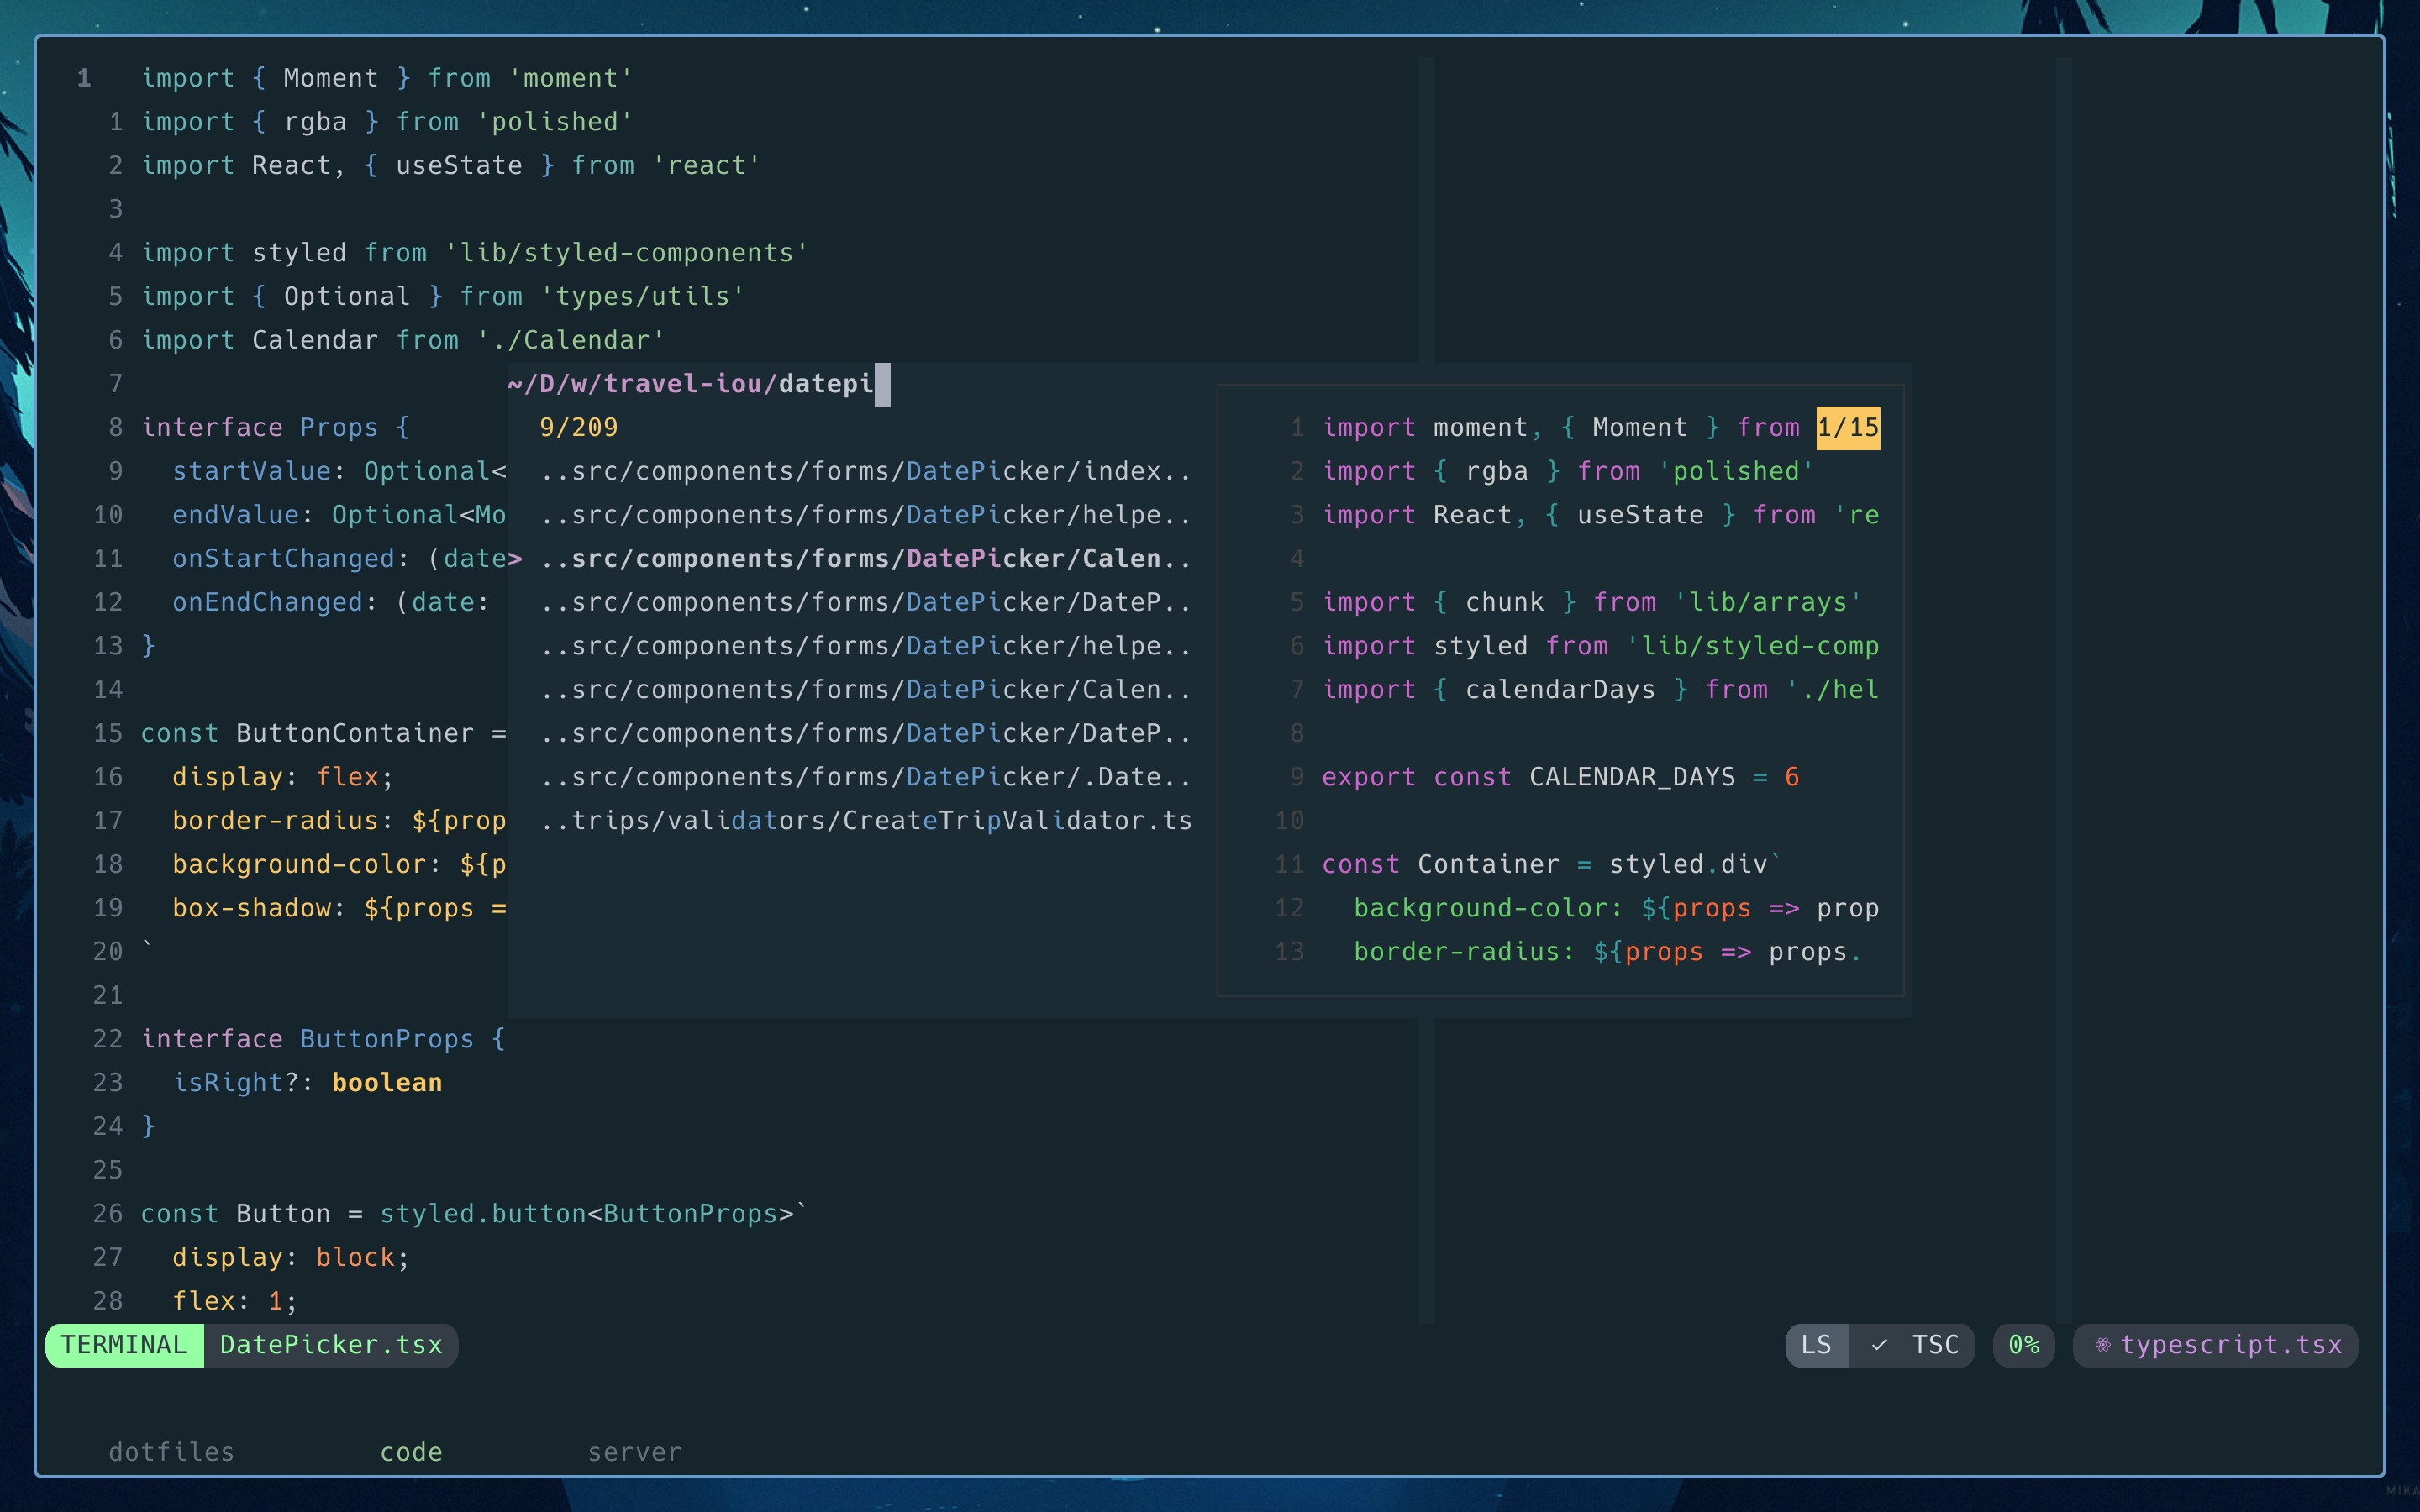 1 import { Moment } from 'moment'
1 import { rgba } from 'polished'
2 import React, { useState } from 'react'
3
4 import styled from 'lib/styled-components'
5 import { Optional } from 'types/utils'
6 import Calendar from './Calendar'
7
8 interface Props {
9 startValue: Optional<
10 endValue: Optional<Mo
11 onStartChanged: (date
12 onEndChanged: (date:
13 }
14
15 const ButtonContainer =
16 display: flex;
17 border-radius: ${prop
18 background-color: ${p
19 box-shadow: ${props =
20 `
21
22 interface ButtonProps {
23 isRight?: boolean
24 }
25
26 const Button = styled.button<ButtonProps>`
27 display: block;
28 flex: 1;
~/D/w/travel-iou/datepi
9/209
..src/components/forms/DatePicker/index..
..src/components/forms/DatePicker/helpe..
> ..src/components/forms/DatePicker/Calen..
..src/components/forms/DatePicker/DateP..
..src/components/forms/DatePicker/helpe..
..src/components/forms/DatePicker/Calen..
..src/components/forms/DatePicker/DateP..
..src/components/forms/DatePicker/.Date..
..trips/validators/CreateTripValidator.ts
1 import moment, { Moment } from 1/15
2 import { rgba } from 'polished'
3 import React, { useState } from 're
4
5 import { chunk } from 'lib/arrays'
6 import styled from 'lib/styled-comp
7 import { calendarDays } from './hel
8
9 export const CALENDAR_DAYS = 6
10
11 const Container = styled.div`
12 background-color: ${props => prop
13 border-radius: ${props => props.
TERMINAL DatePicker.tsx LS ✓ TSC 0% typescript.tsx
dotfiles code server
MIKA